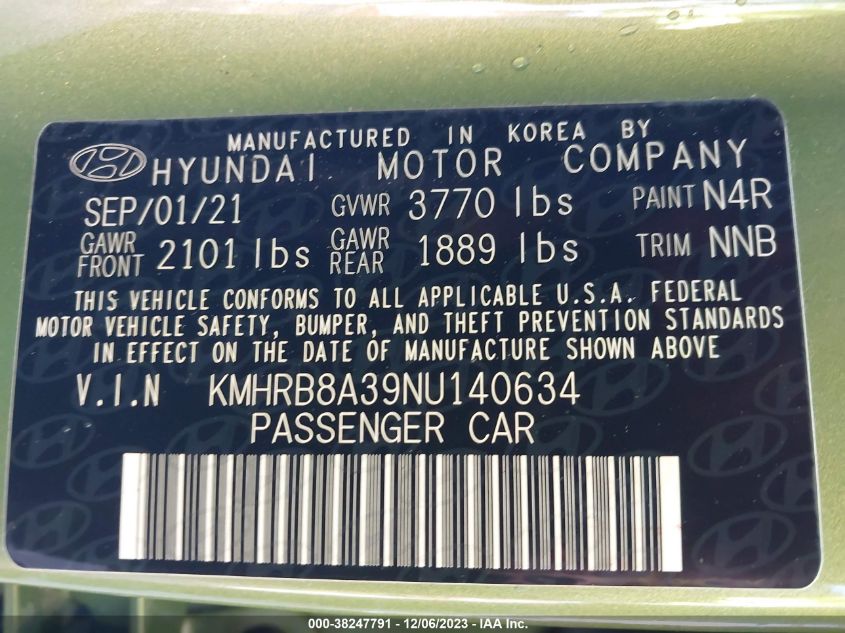 MANUFACTURED IN KOREA BY
HYUNDAI MOTOR COMPANY
SEP/01/21 GVWR 3770 lbs PAINT N4R
GAWR FRONT 2101 lbs GAWR REAR 1889 lbs TRIM NNB
THIS VEHICLE CONFORMS TO ALL APPLICABLE U.S.A. FEDERAL
MOTOR VEHICLE SAFETY, BUMPER, AND THEFT PREVENTION STANDARDS
IN EFFECT ON THE DATE OF MANUFACTURE SHOWN ABOVE
V.I.N KMHRB8A39NU140634
PASSENGER CAR
000-38247791 - 12/06/2023 - IAA Inc.